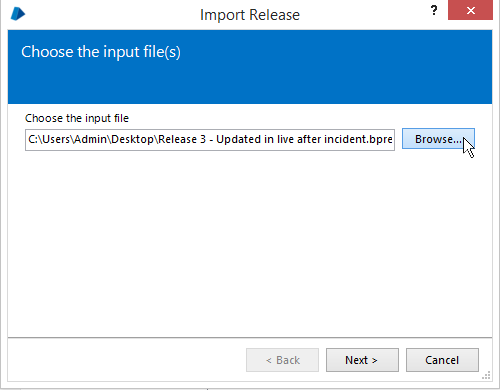 Import Release
?
Choose the input file(s)
Choose the input file
C:\Users\Admin\Desktop\Release 3 - Updated in live after incident.bpre
Browse...
< Back
Next >
Cancel